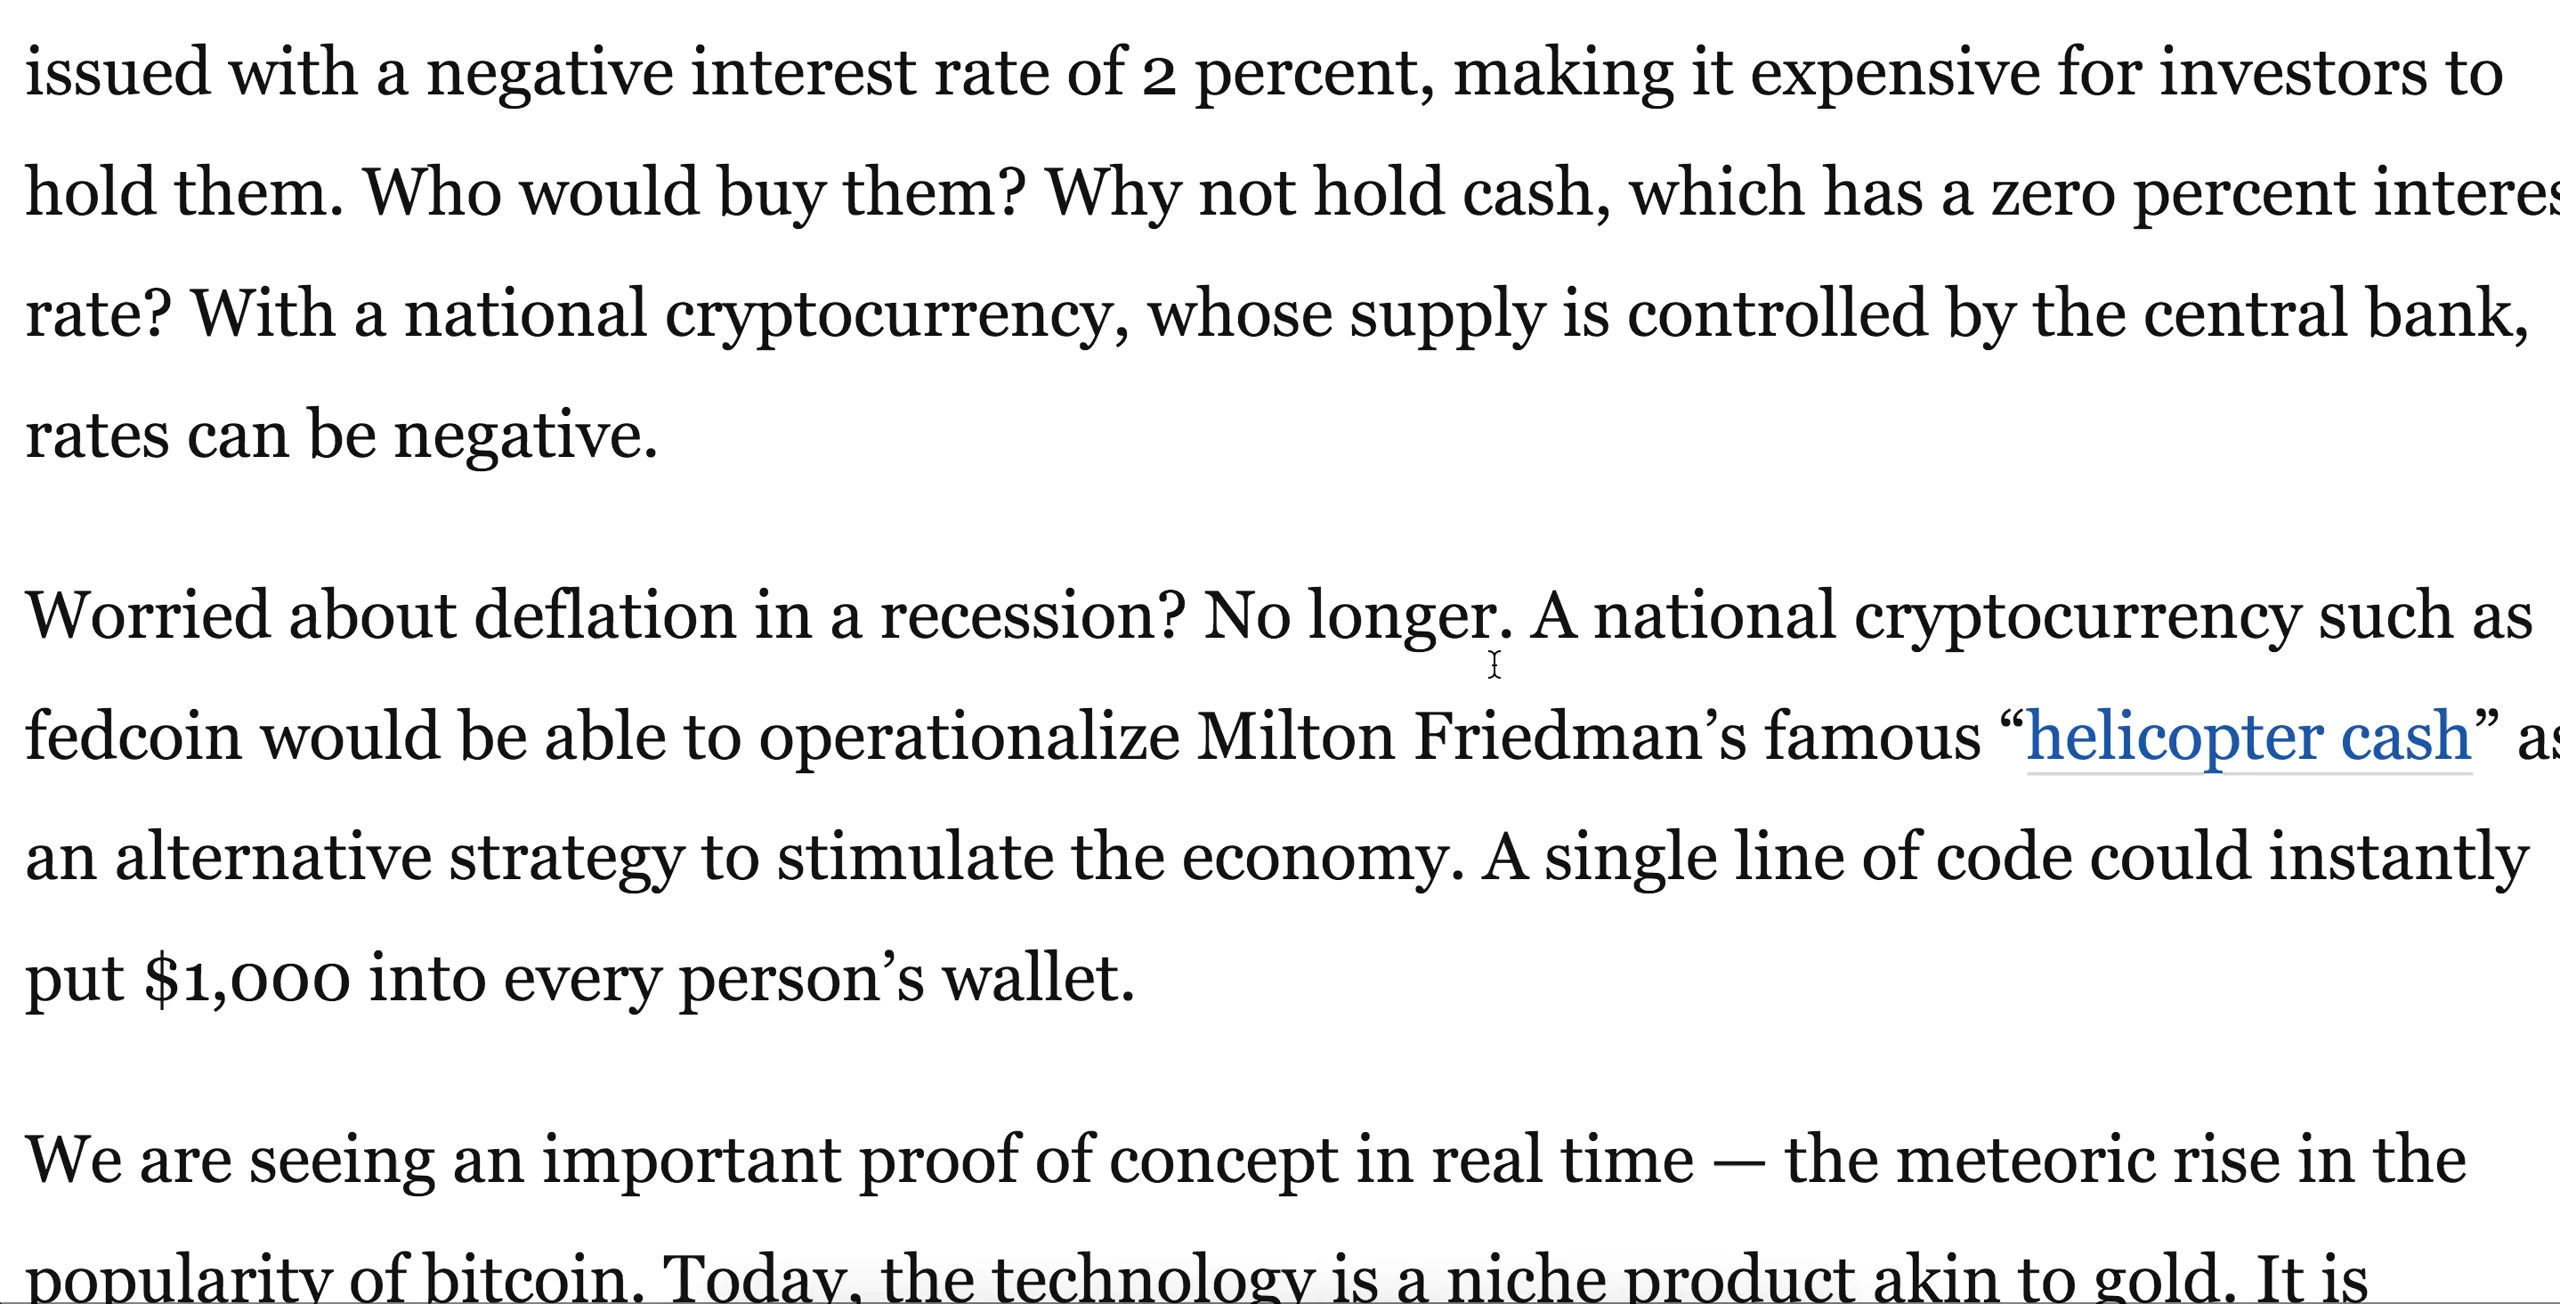 issued with a negative interest rate of 2 percent, making it expensive for investors to
hold them. Who would buy them? Why not hold cash, which has a zero percent interes
rate? With a national cryptocurrency, whose supply is controlled by the central bank,
rates can be negative.
Worried about deflation in a recession? No longer. A national cryptocurrency such as
fedcoin would be able to operationalize Milton Friedman’s famous “helicopter cash” as
an alternative strategy to stimulate the economy. A single line of code could instantly
put $1,000 into every person’s wallet.
We are seeing an important proof of concept in real time — the meteoric rise in the
popularity of bitcoin. Today, the technology is a niche product akin to gold. It is